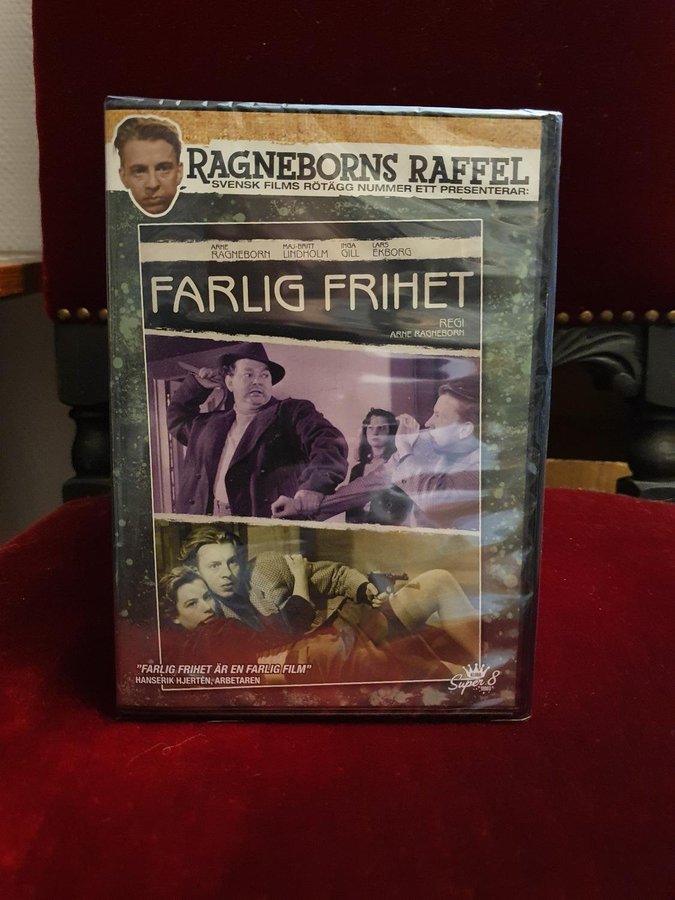 RAGNEBORNS RAFFEL
SVENSK FILMS RÖTÄGG NUMMER ETT PRESENTERAR:
ARNE RAGNEBORN MAJ-BRITT LINDHOLM INGA GILL LARS EKBORG
FARLIG FRIHET
REGI
ARNE RAGNEBORN
"FARLIG FRIHET ÄR EN FARLIG FILM"
HANSERIK HJERTÉN, ARBETAREN
Super 8